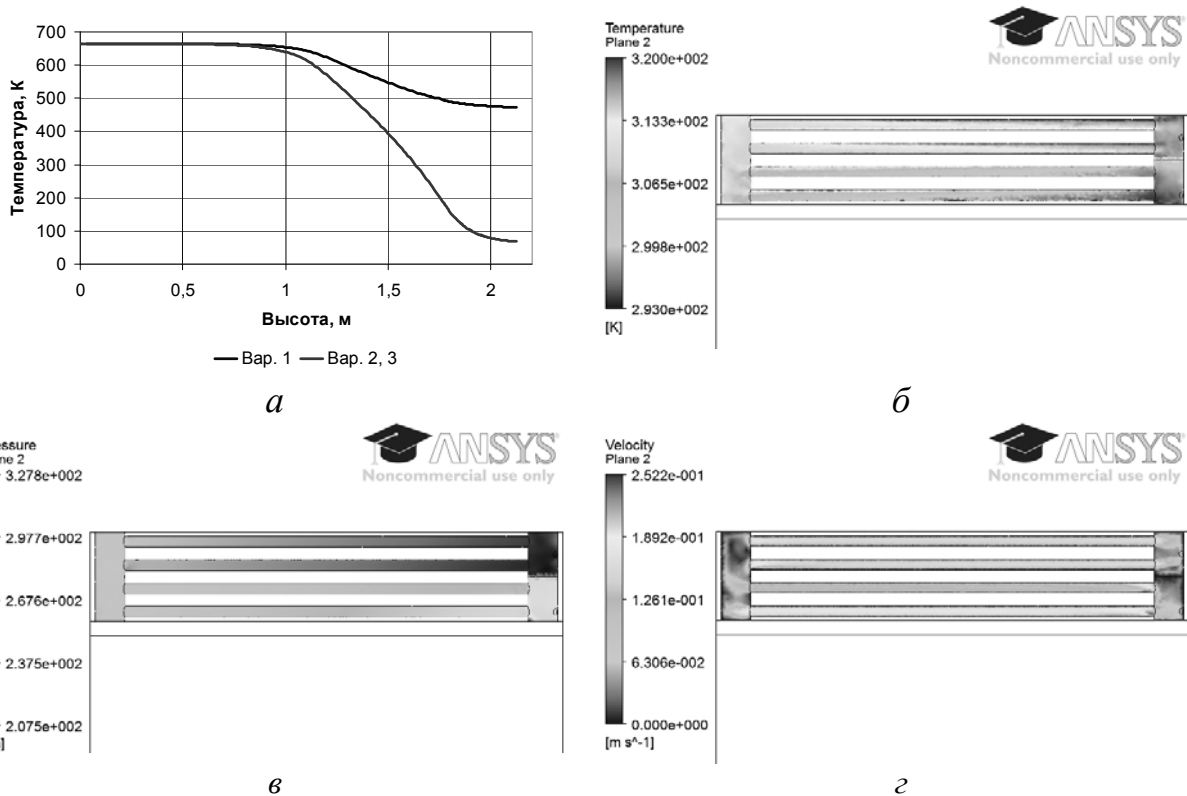 700
600
500
400
300
200
100
0
Температура, К
0 0,5 1 1,5 2
Высота, м
Вар. 1 Вар. 2, 3
а
Temperature
Plane 2
3.200e+002
3.133e+002
3.065e+002
2.998e+002
2.930e+002
[K]
ANSYS
Noncommercial use only
б
essure
ne 2
3.278e+002
2.977e+002
2.676e+002
2.375e+002
2.075e+002
]
ANSYS
Noncommercial use only
в
Velocity
Plane 2
2.522e-001
1.892e-001
1.261e-001
6.306e-002
0.000e+000
[m s^-1]
ANSYS
Noncommercial use only
г